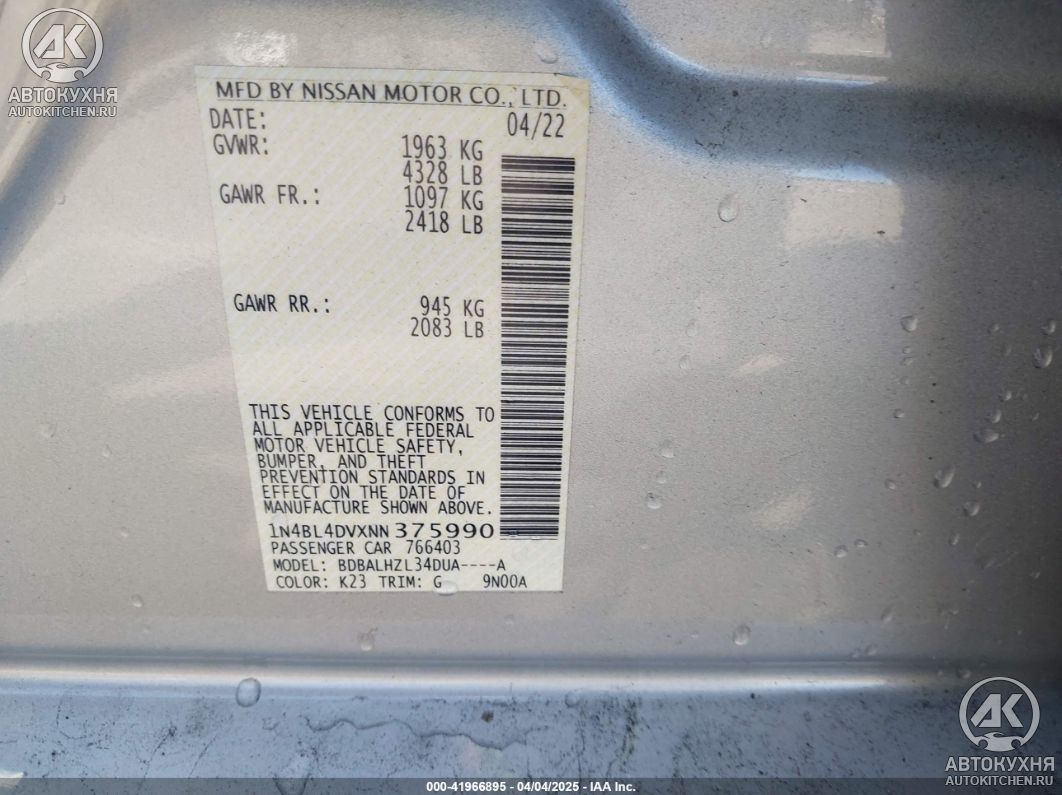 AK
АВТОКУХНЯ
AUTOKITCHEN.RU
MFD BY NISSAN MOTOR CO., LTD.
DATE: 04/22
GVWR: 1963 KG
4328 LB
GAWR FR.: 1097 KG
2418 LB
GAWR RR.: 945 KG
2083 LB
THIS VEHICLE CONFORMS TO
ALL APPLICABLE FEDERAL
MOTOR VEHICLE SAFETY,
BUMPER, AND THEFT
PREVENTION STANDARDS IN
EFFECT ON THE DATE OF
MANUFACTURE SHOWN ABOVE.
1N4BL4DVXNN375990
PASSENGER CAR 766403
MODEL: BDBALHZL34DUA----A
COLOR: K23 TRIM: G 9N00A
AK
АВТОКУХНЯ
AUTOKITCHEN.RU
000-41966895 - 04/04/2025 - IAA Inc.